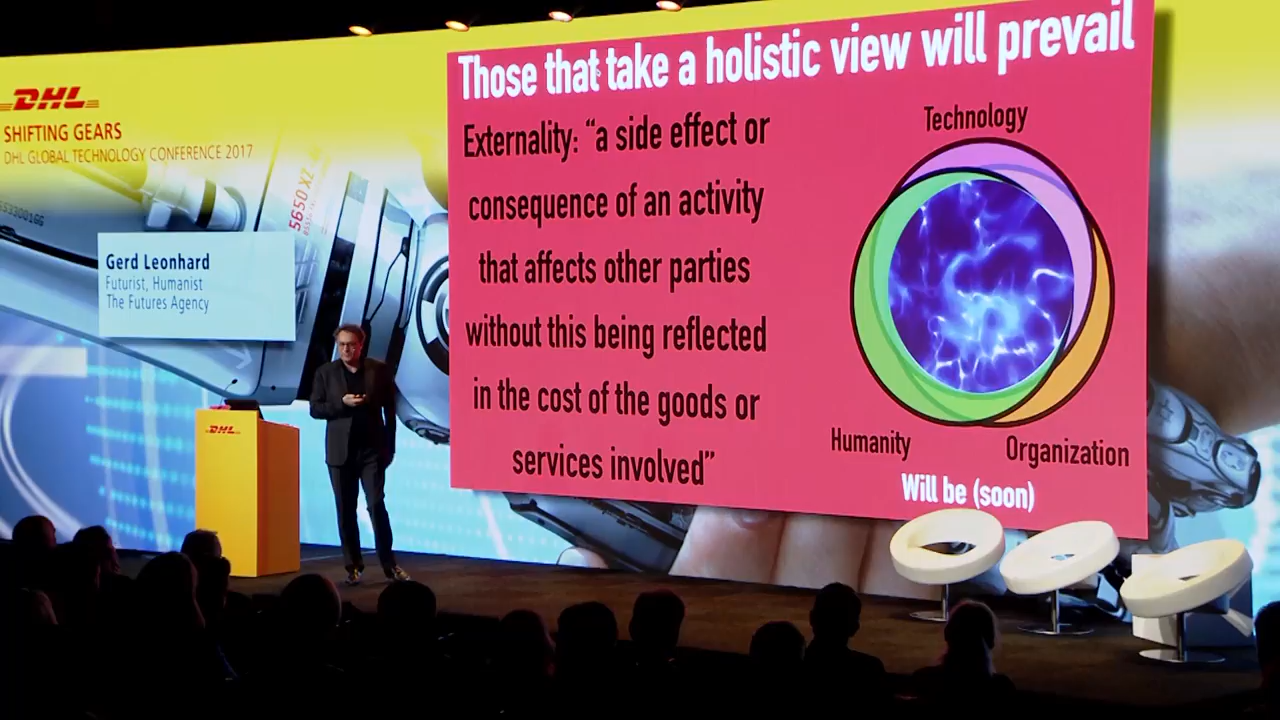 DHL
SHIFTING GEARS
DHL GLOBAL TECHNOLOGY CONFERENCE 2017
5650 XZ
Gerd Leonhard
Futurist, Humanist
The Futures Agency
DHL
Those that take a holistic view will prevail
Externality: “a side effect or
consequence of an activity
that affects other parties
without this being reflected
in the cost of the goods or
services involved”
Technology
Humanity
Organization
Will be (soon)